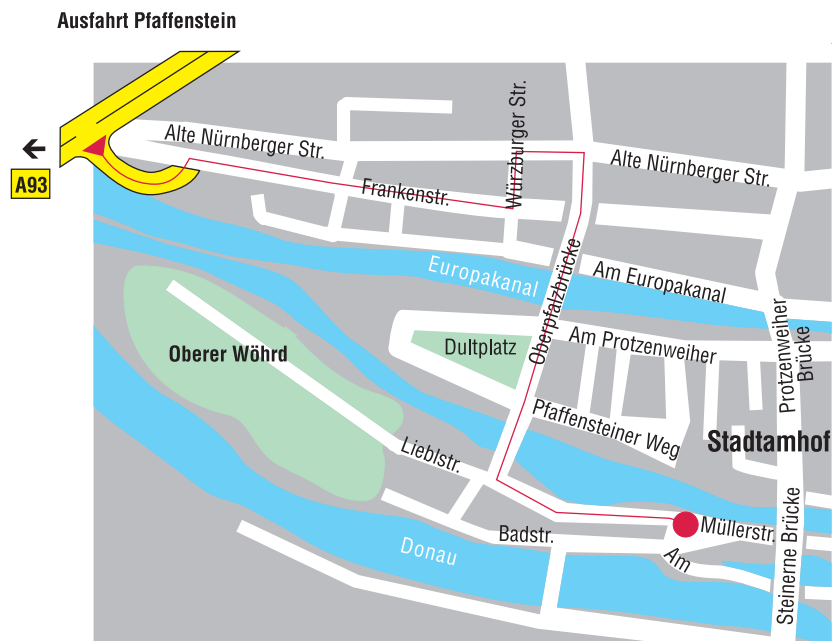 Ausfahrt Pfaffenstein
A93
Alte Nürnberger Str.
Würzburger Str.
Alte Nürnberger Str.
Frankenstr.
Europakanal
Am Europakanal
Oberpfalzbrücke
Oberer Wöhrd
Dultplatz
Am Protzenweiher
Protzenweiher
Brücke
Pfaffensteiner Weg
Stadtamhof
Lieblstr.
Badstr.
Müllerstr.
Donau
Am
Steinerne Brücke